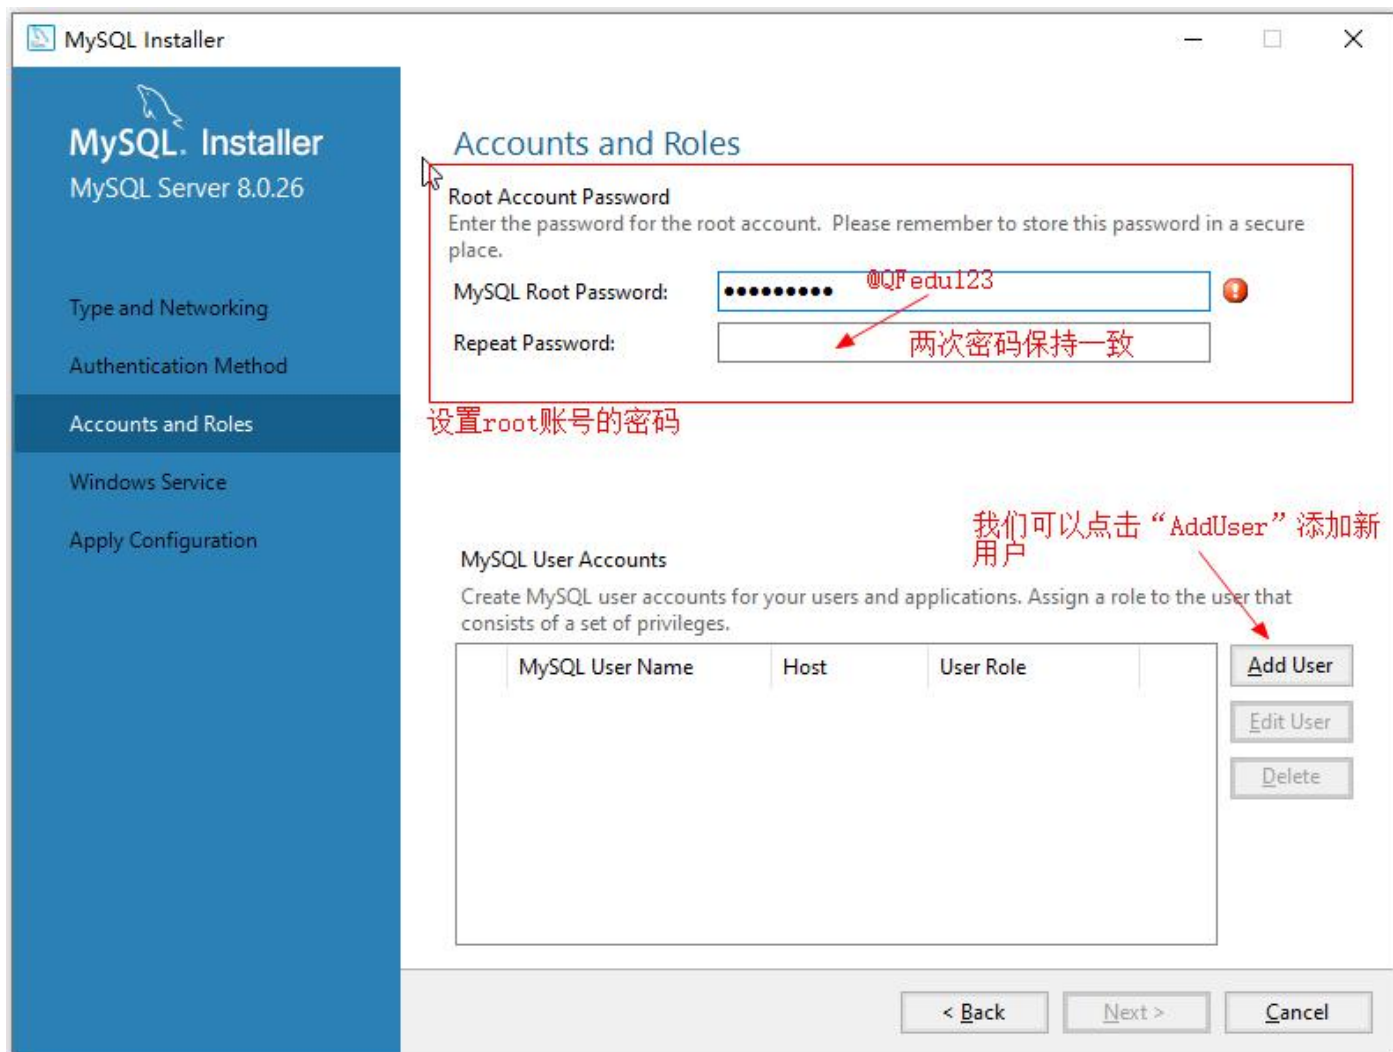 MySQL Installer
MySQL. Installer
MySQL Server 8.0.26
Type and Networking
Authentication Method
Accounts and Roles
Windows Service
Apply Configuration
Accounts and Roles
Root Account Password
Enter the password for the root account.  Please remember to store this password in a secure
place.
MySQL Root Password:
●●●●●●●●● @QFedu123
Repeat Password:
两次密码保持一致
设置root账号的密码
我们可以点击“AddUser”添加新
用户
MySQL User Accounts
Create MySQL user accounts for your users and applications. Assign a role to the user that
consists of a set of privileges.
MySQL User Name Host User Role
Add User
Edit User
Delete
< Back Next > Cancel